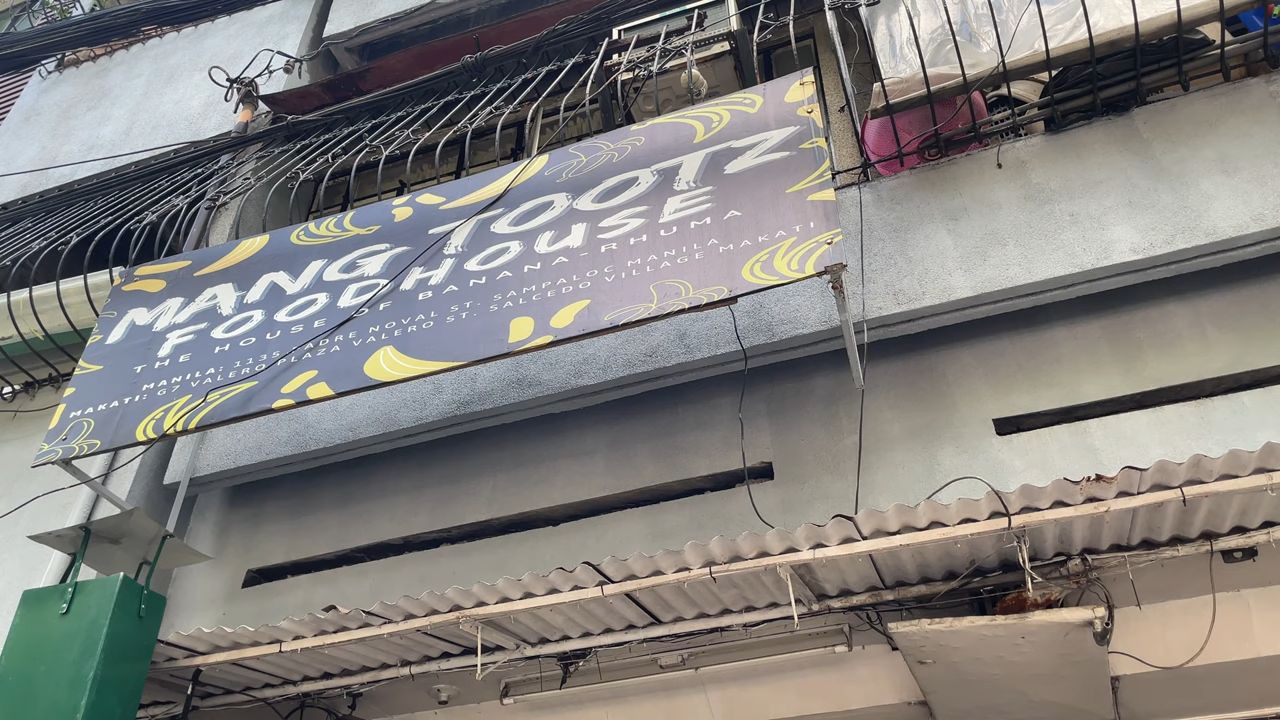 MANG TOOTZ
FOODHOUSE
THE HOUSE OF BANANA-RHUMA
MANILA: 1135 PADRE NOVAL ST. SAMPALOC MANILA
MAKATI: G7 VALERO PLAZA VALERO ST. SALCEDO VILLAGE MAKATI